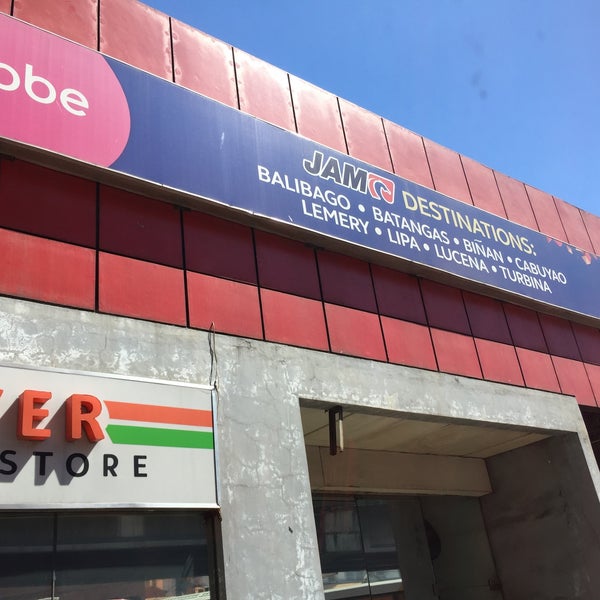 obe
JAM DESTINATIONS:
BALIBAGO • BATANGAS • BIÑAN • CABUYAO
LEMERY • LIPA • LUCENA • TURBINA
VER
STORE